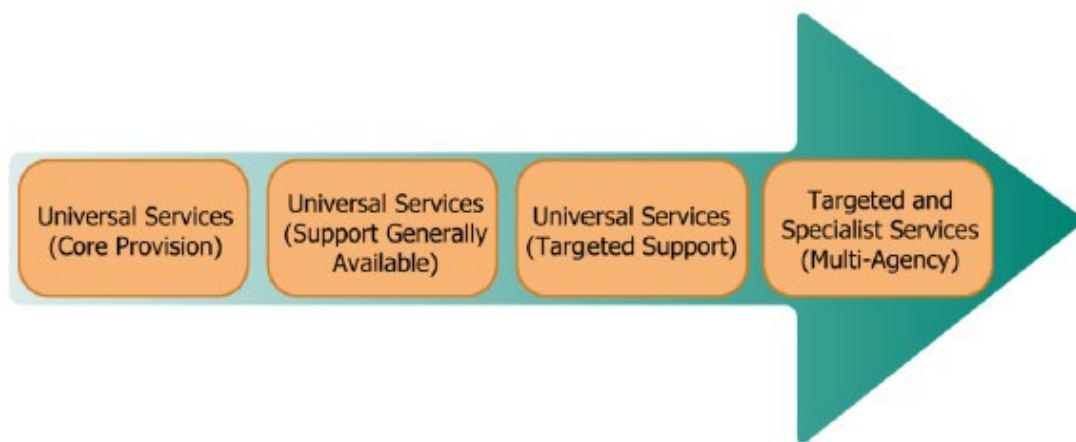 Universal Services
(Core Provision)
Universal Services
(Support Generally
Available)
Universal Services
(Targeted Support)
Targeted and
Specialist Services
(Multi-Agency)